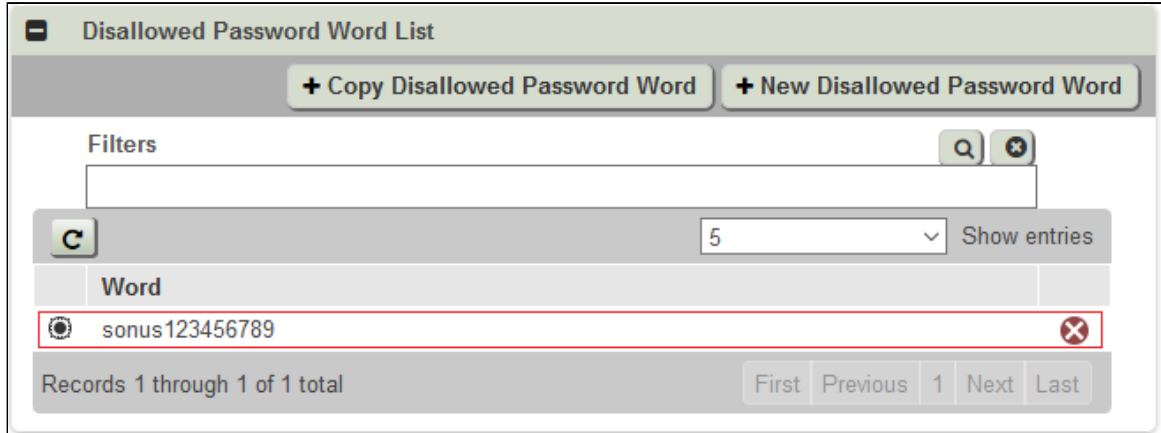 Disallowed Password Word List
+ Copy Disallowed Password Word + New Disallowed Password Word
Filters
5 Show entries
Word
sonus123456789
Records 1 through 1 of 1 total First Previous 1 Next Last